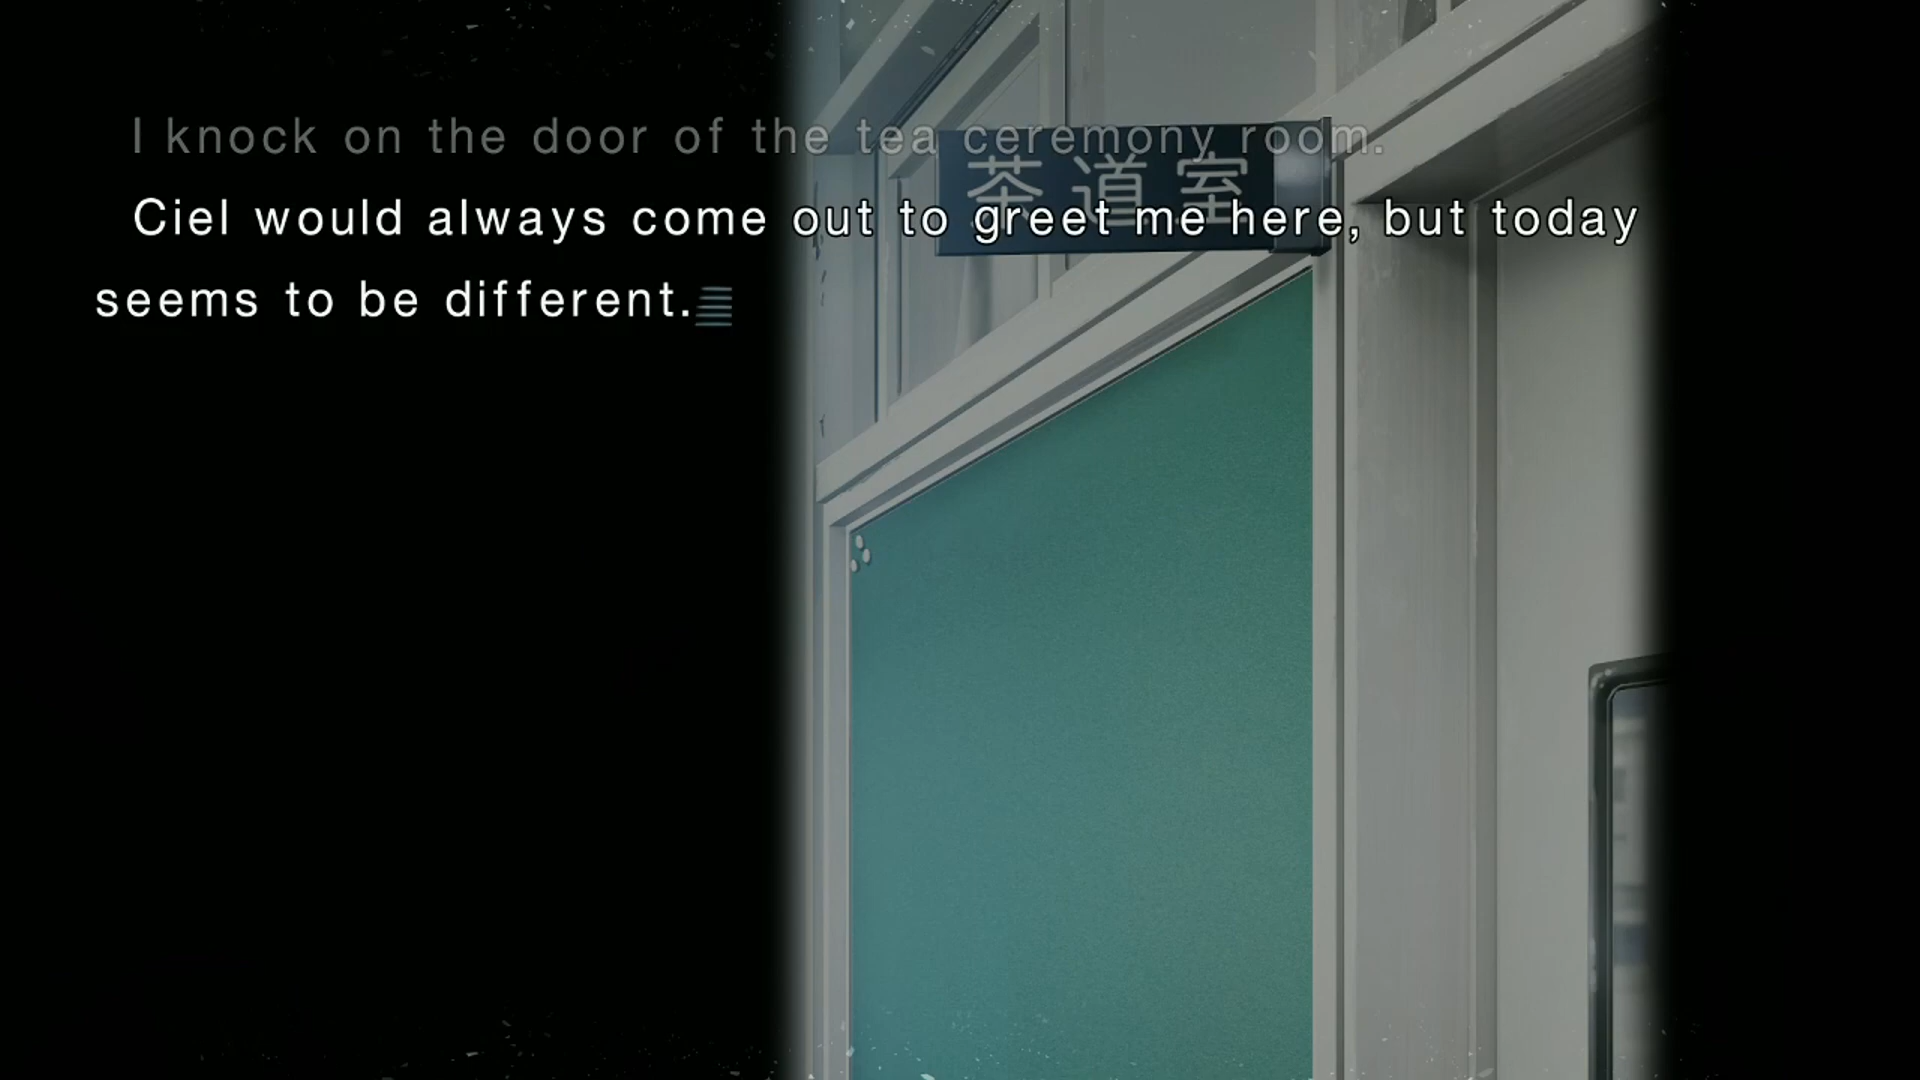 I knock on the door of the tea ceremony room.
茶道室
Ciel would always come out to greet me here, but today
seems to be different.